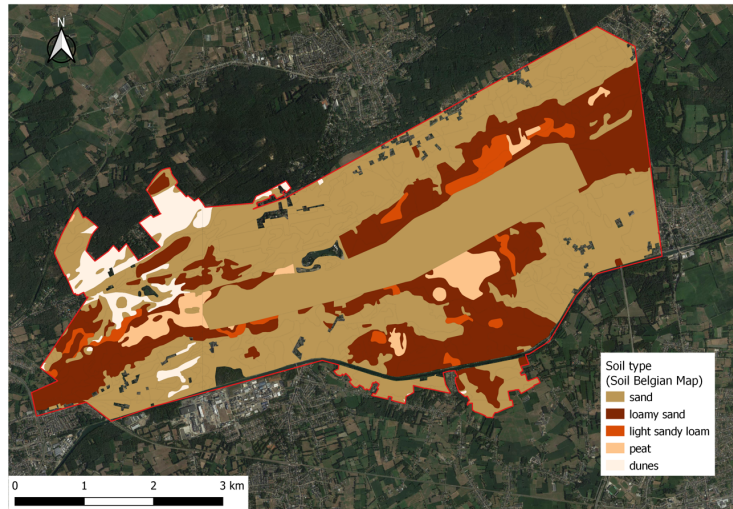 N
Soil type
(Soil Belgian Map)
sand
loamy sand
light sandy loam
peat
dunes
0 1 2 3 km